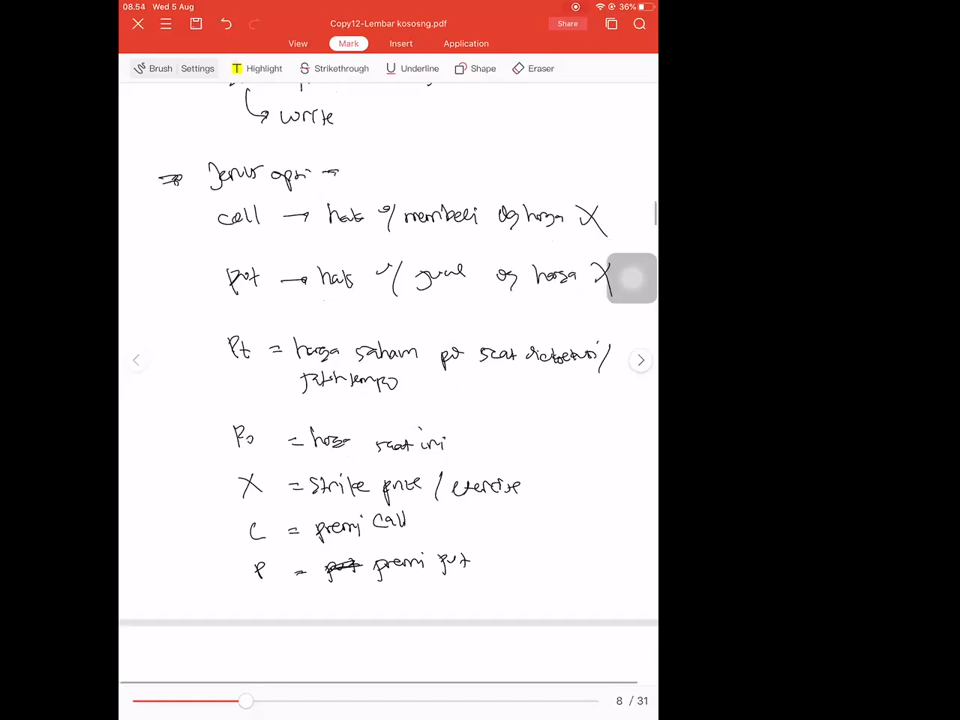 08.54 Wed 5 Aug 36%
Copy12-Lembar kososng.pdf
Share
View Mark Insert Application
Brush Settings Highlight Strikethrough Underline Shape Eraser
write
⇒ Jenis opsi →
call → hak u/ membeli dg harga X
put → hak u/ jual dg harga X
Pt = harga saham pd saat dieksekusi/
jatuh tempo
Po = harga saat ini
X = strike price / exercise
C = premi call
P = premi put
8 / 31